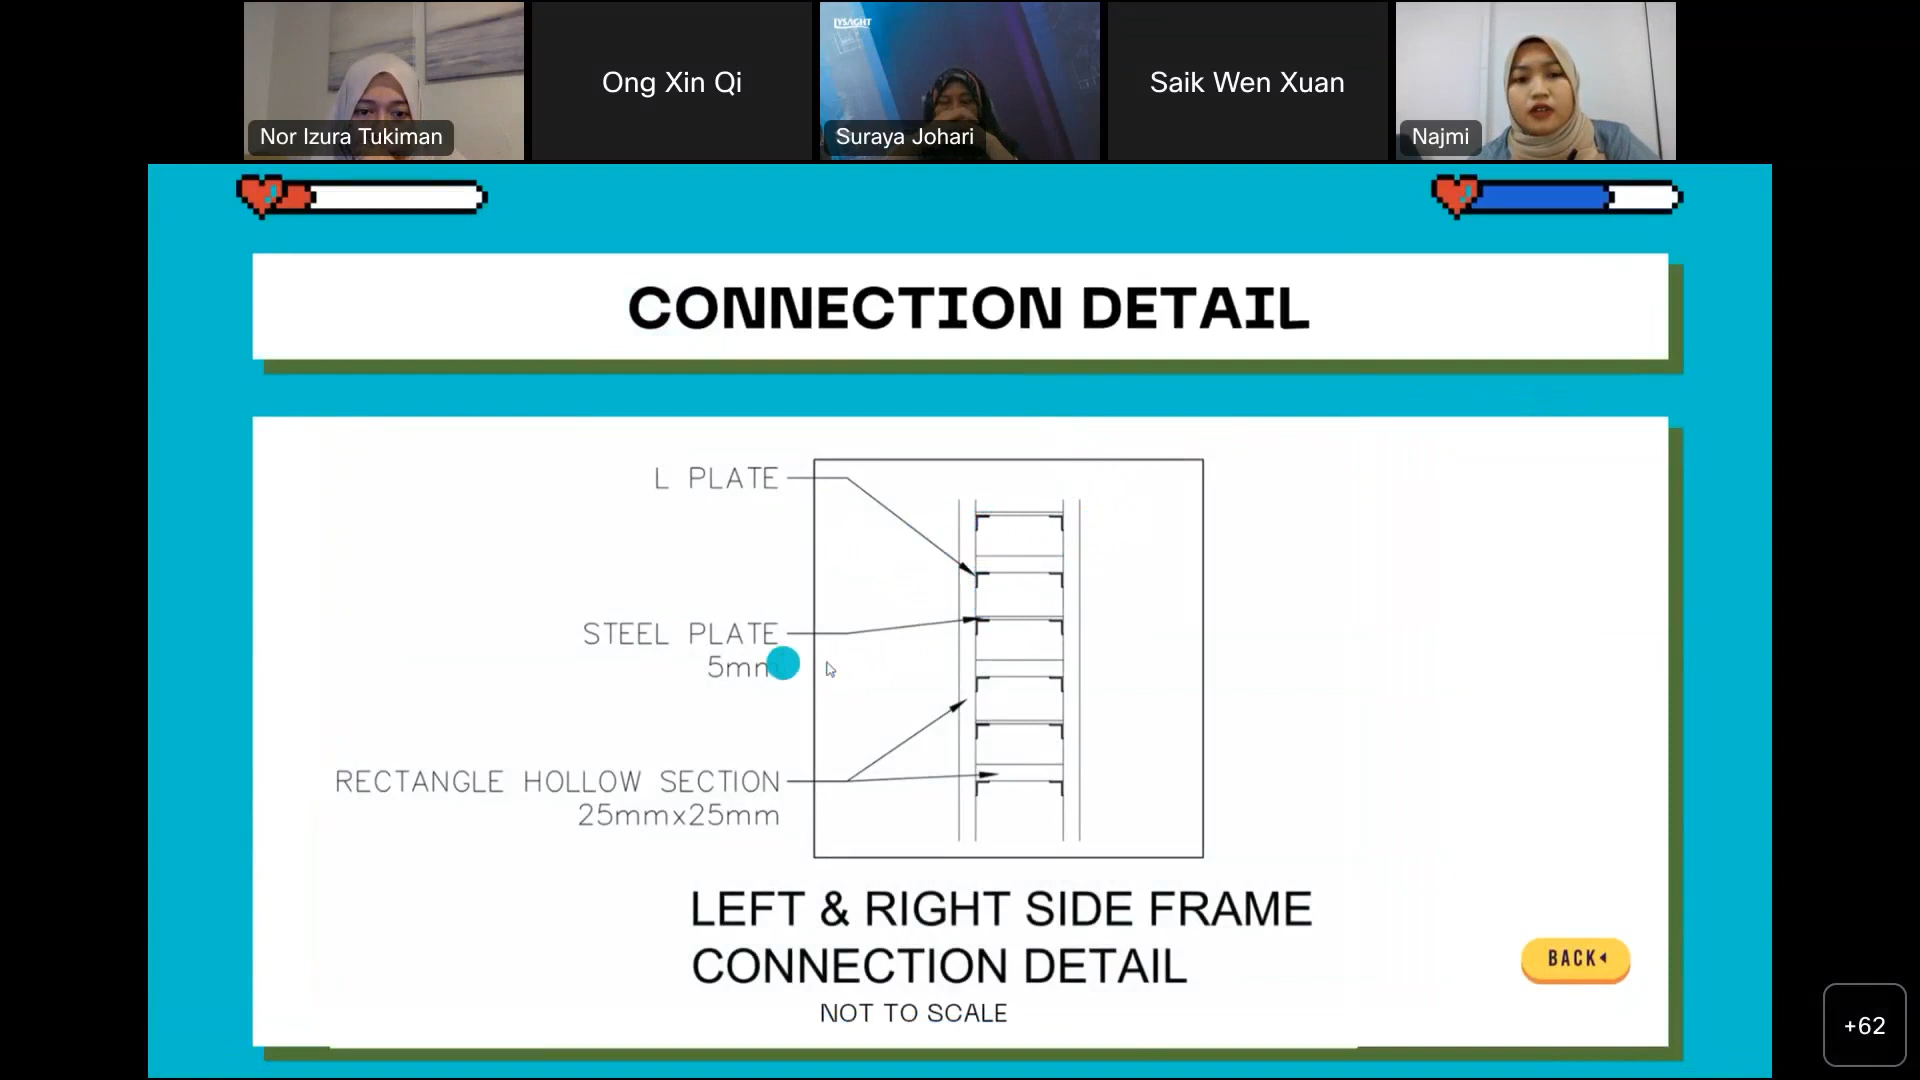 LYSAGHT
Nor Izura Tukiman
Ong Xin Qi
Suraya Johari
Saik Wen Xuan
Najmi
CONNECTION DETAIL
L PLATE
STEEL PLATE
5mm
RECTANGLE HOLLOW SECTION
25mmx25mm
LEFT & RIGHT SIDE FRAME
CONNECTION DETAIL
NOT TO SCALE
BACK
+62